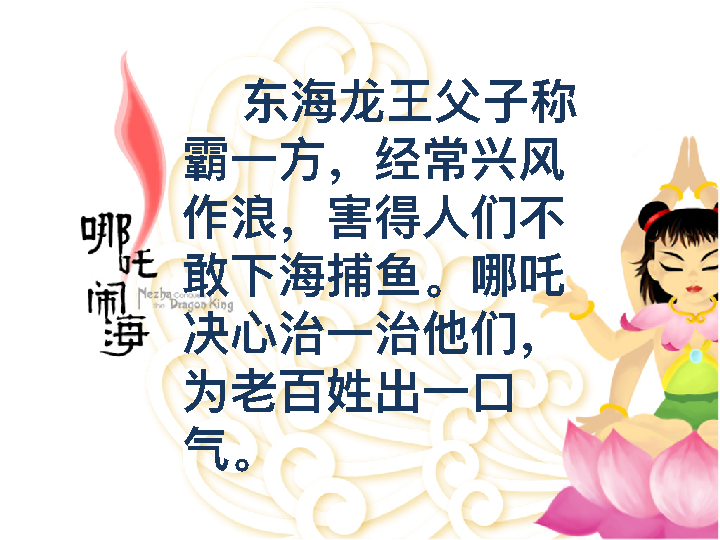 东海龙王父子称
霸一方，经常兴风
作浪，害得人们不
敢下海捕鱼。哪吒
决心治一治他们，
为老百姓出一口
气。
哪吒
闹海
Nezha Conquers
the Dragon King